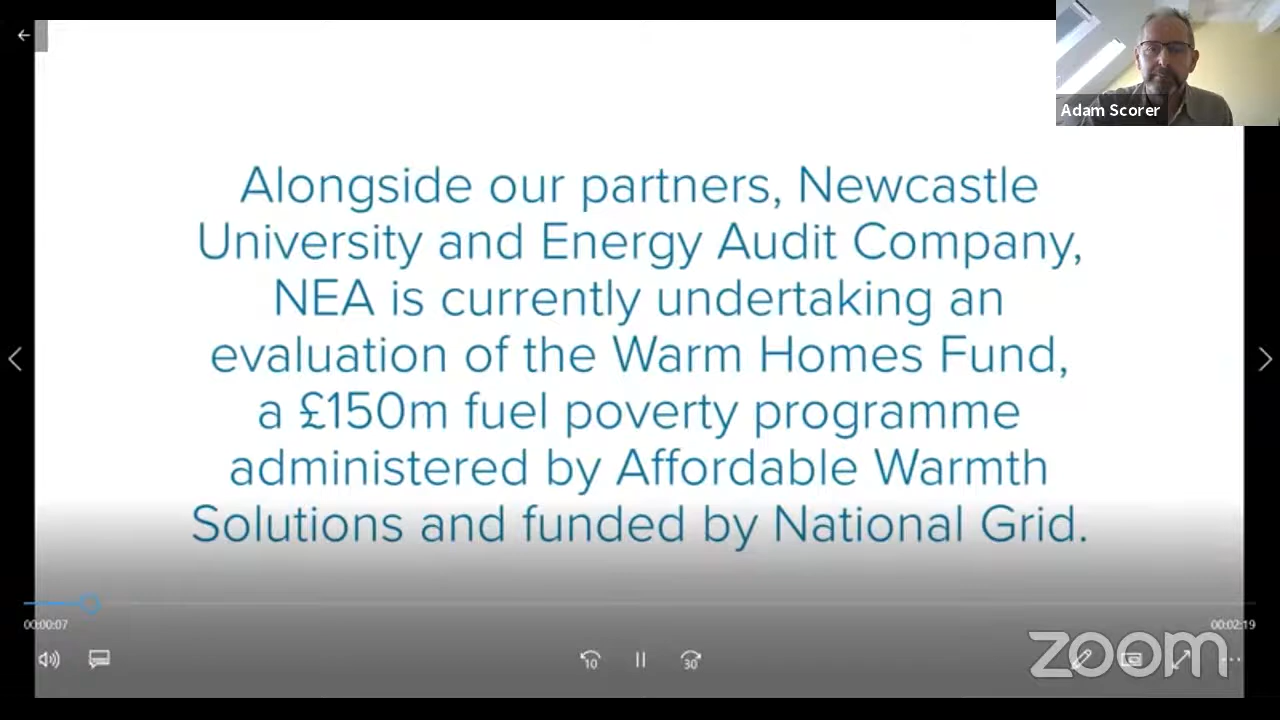 Adam Scorer
Alongside our partners, Newcastle
University and Energy Audit Company,
NEA is currently undertaking an
evaluation of the Warm Homes Fund,
a £150m fuel poverty programme
administered by Affordable Warmth
Solutions and funded by National Grid.
00:00:07
00:02:19
10
30
zoom